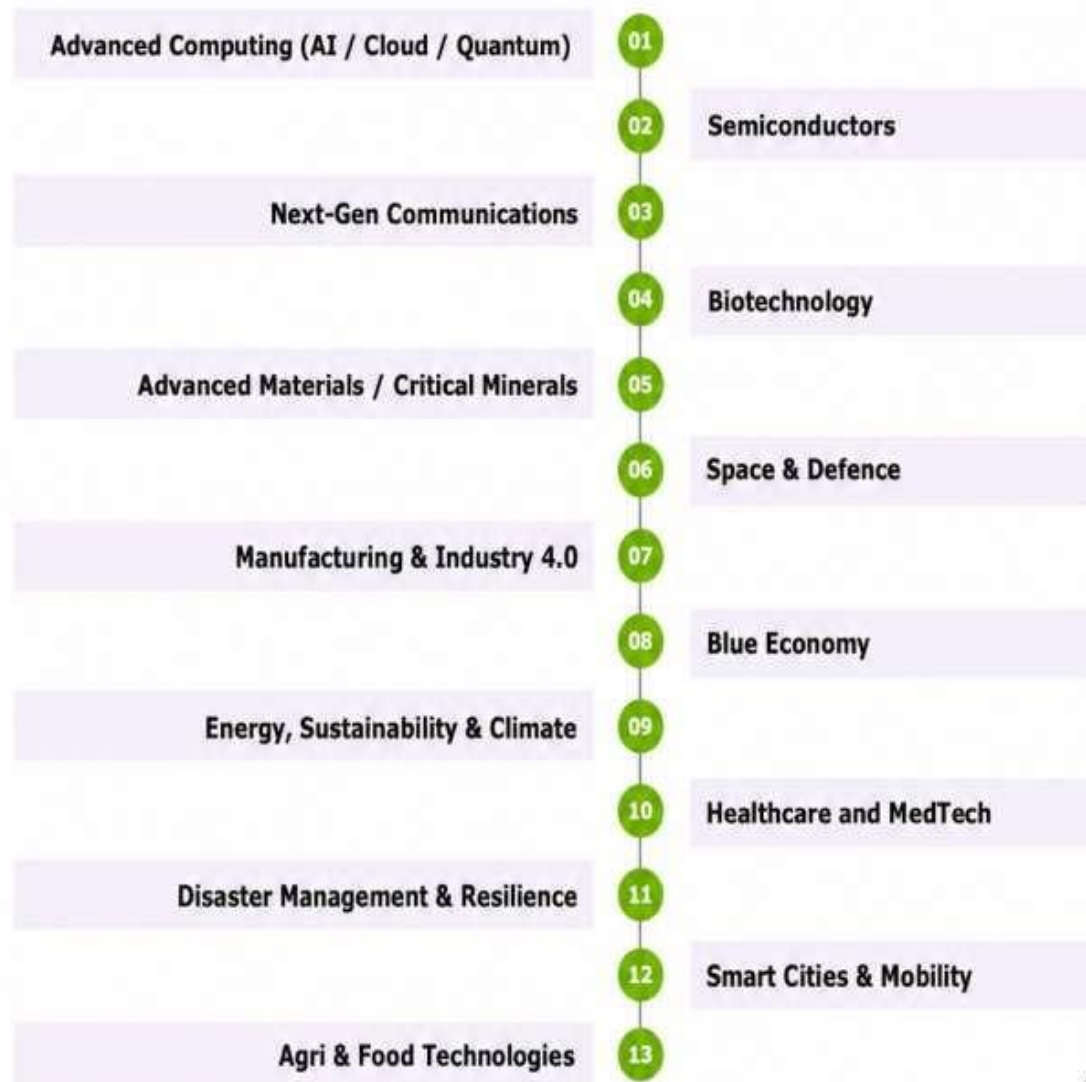 Advanced Computing (AI / Cloud / Quantum)
01
02
Semiconductors
Next-Gen Communications
03
04
Biotechnology
Advanced Materials / Critical Minerals
05
06
Space & Defence
Manufacturing & Industry 4.0
07
08
Blue Economy
Energy, Sustainability & Climate
09
10
Healthcare and MedTech
Disaster Management & Resilience
11
12
Smart Cities & Mobility
Agri & Food Technologies
13